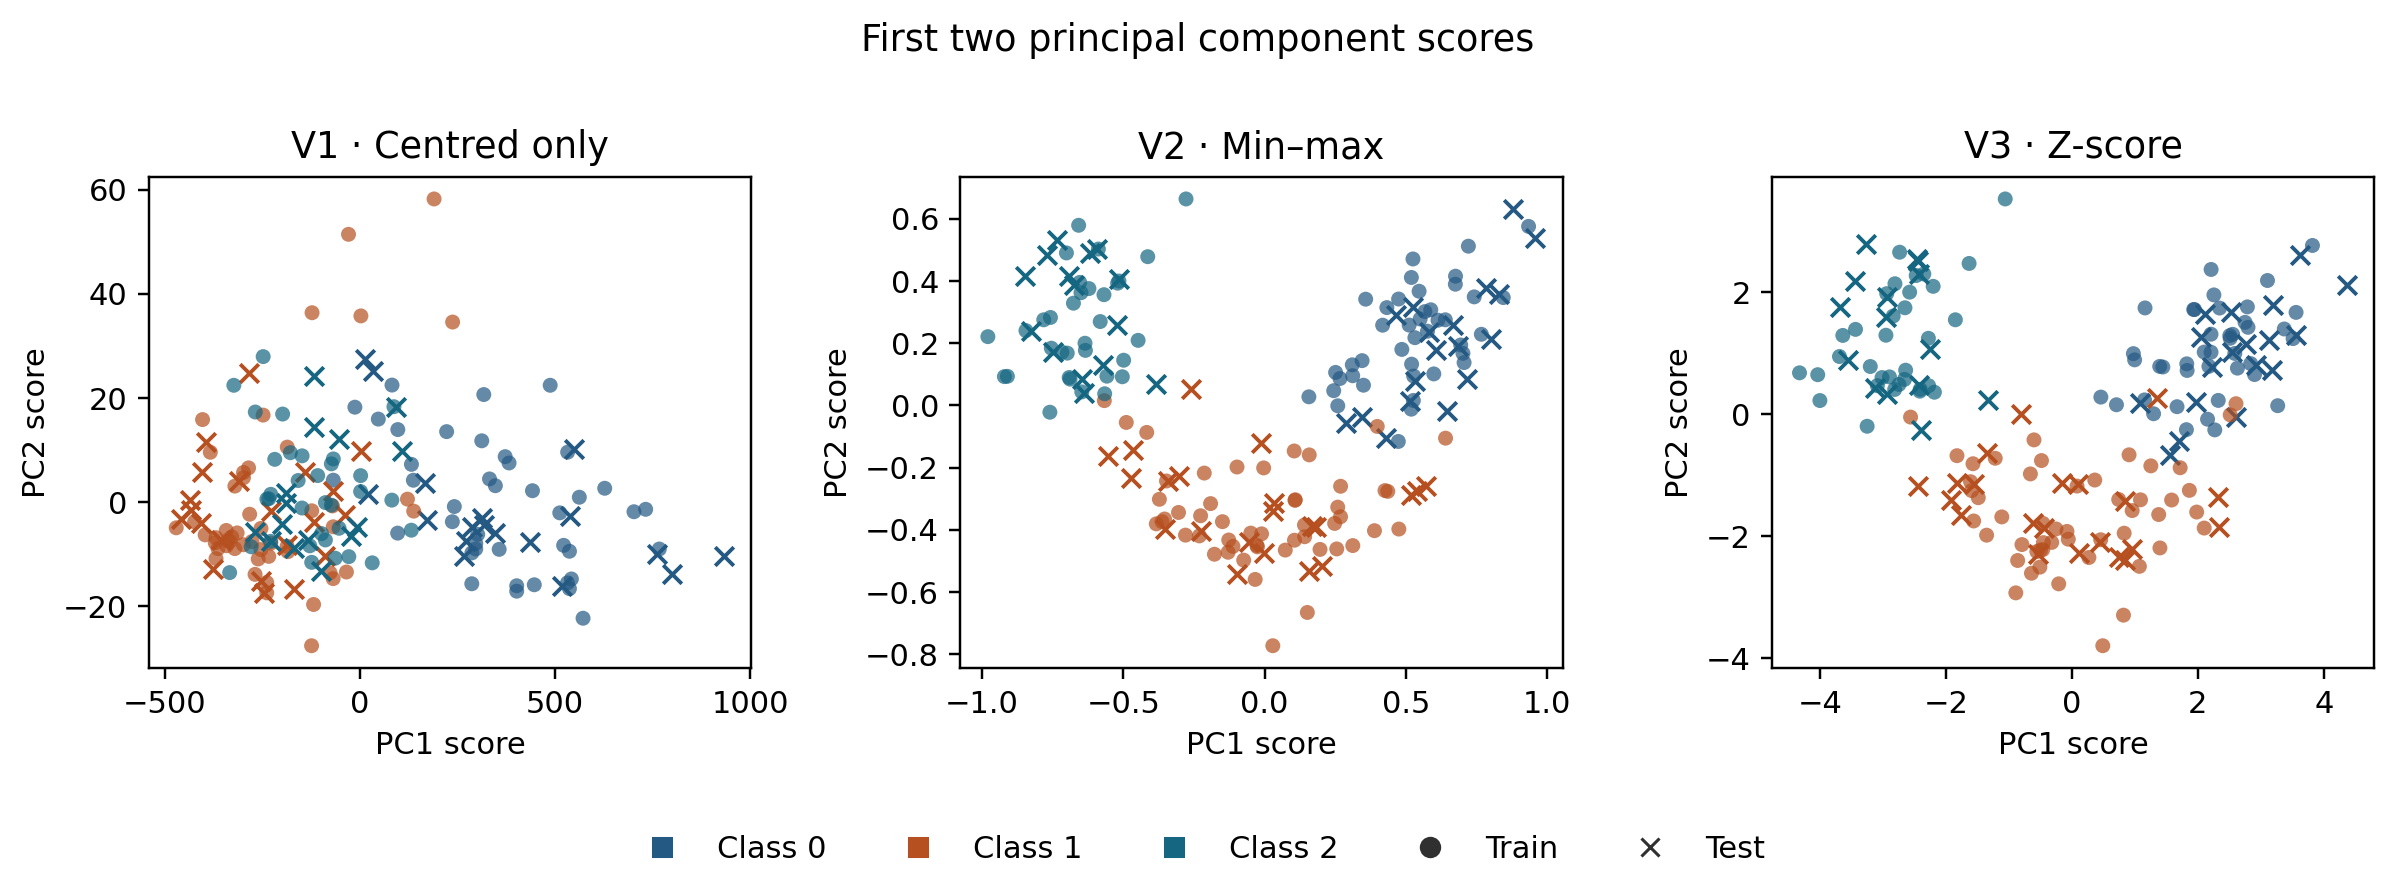 First two principal component scores
V1 · Centred only
V2 · Min–max
V3 · Z-score
PC2 score
60
40
20
0
−20
−500
0
500
1000
PC1 score
PC2 score
0.6
0.4
0.2
0.0
−0.2
−0.4
−0.6
−0.8
−1.0
−0.5
0.0
0.5
1.0
PC1 score
PC2 score
2
0
−2
−4
−4
−2
0
2
4
PC1 score
Class 0
Class 1
Class 2
Train
Test